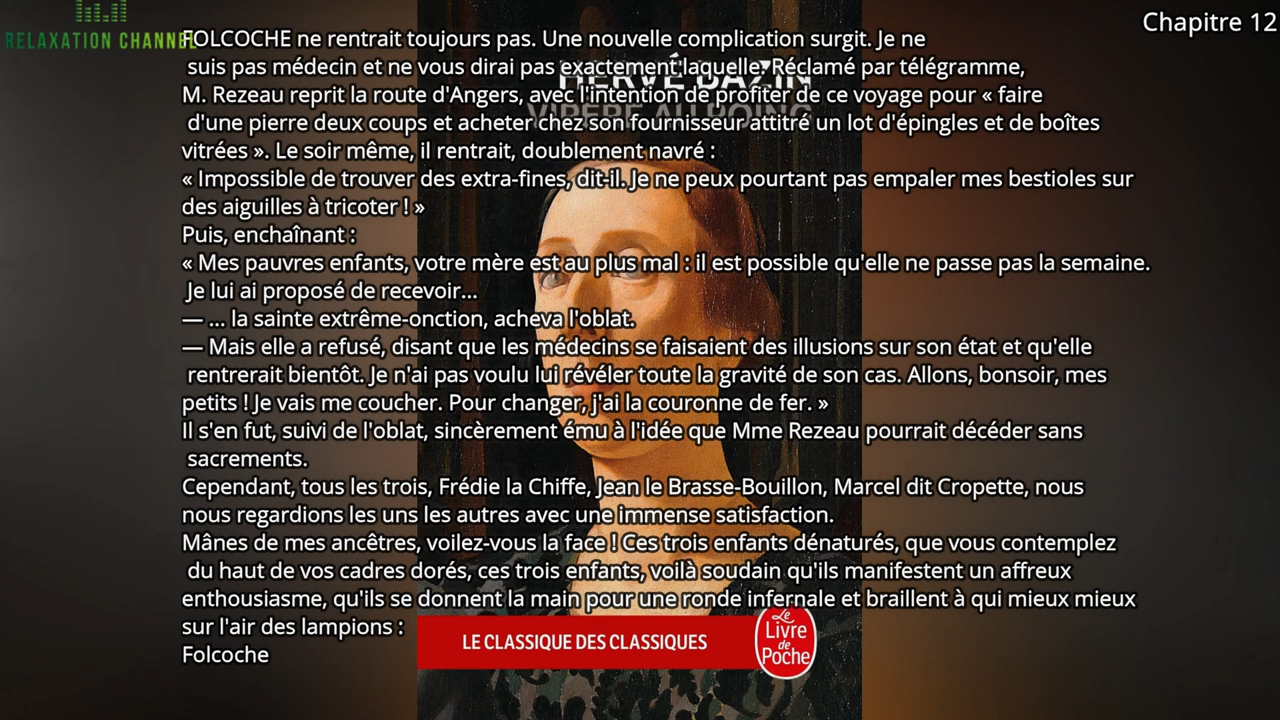 Chapitre 12
RELAXATION CHANNEL
FOLCOCHE ne rentrait toujours pas. Une nouvelle complication surgit. Je ne
suis pas médecin et ne vous dirai pas exactement laquelle. Réclamé par télégramme,
M. Rezeau reprit la route d'Angers, avec l'intention de profiter de ce voyage pour « faire
d'une pierre deux coups et acheter chez son fournisseur attitré un lot d'épingles et de boîtes
vitrées ». Le soir même, il rentrait, doublement navré :
« Impossible de trouver des extra-fines, dit-il. Je ne peux pourtant pas empaler mes bestioles sur
des aiguilles à tricoter ! »
Puis, enchaînant :
« Mes pauvres enfants, votre mère est au plus mal : il est possible qu'elle ne passe pas la semaine.
Je lui ai proposé de recevoir...
— ... la sainte extrême-onction, acheva l'oblat.
— Mais elle a refusé, disant que les médecins se faisaient des illusions sur son état et qu'elle
rentrerait bientôt. Je n'ai pas voulu lui révéler toute la gravité de son cas. Allons, bonsoir, mes
petits ! Je vais me coucher. Pour changer, j'ai la couronne de fer. »
Il s'en fut, suivi de l'oblat, sincèrement ému à l'idée que Mme Rezeau pourrait décéder sans
sacrements.
Cependant, tous les trois, Frédie la Chiffe, Jean le Brasse-Bouillon, Marcel dit Cropette, nous
nous regardions les uns les autres avec une immense satisfaction.
Mânes de mes ancêtres, voilez-vous la face ! Ces trois enfants dénaturés, que vous contemplez
du haut de vos cadres dorés, ces trois enfants, voilà soudain qu'ils manifestent un affreux
enthousiasme, qu'ils se donnent la main pour une ronde infernale et braillent à qui mieux mieux
sur l'air des lampions :
Folcoche
HERVÉ BAZIN
VIPÈRE AU POING
LE CLASSIQUE DES CLASSIQUES
Le
Livre
de
Poche